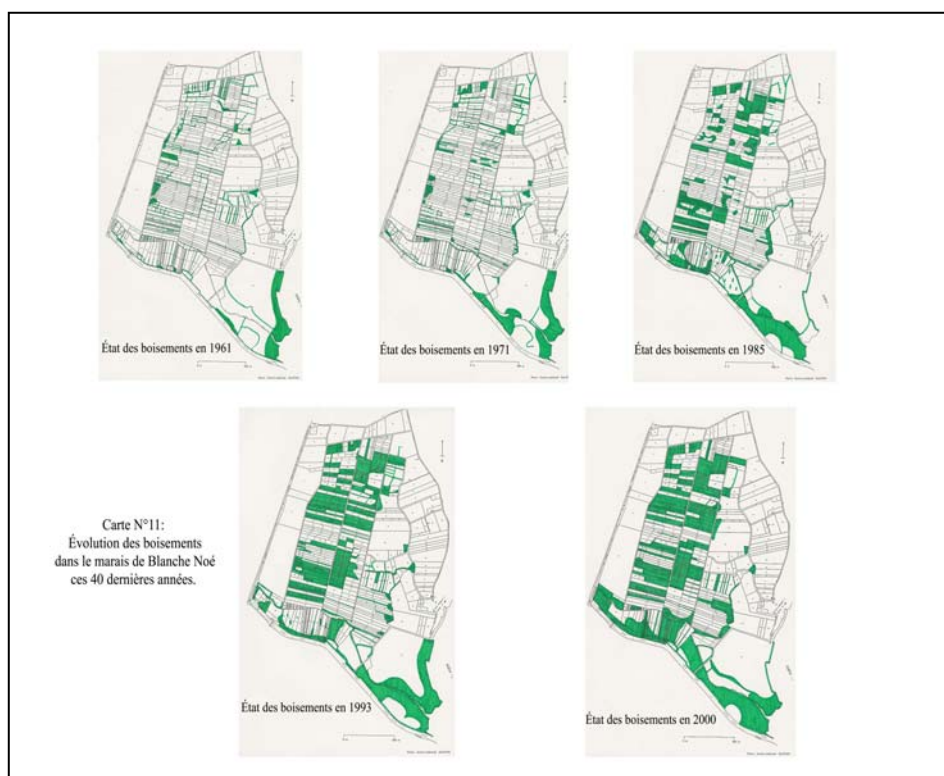 État des boisements en 1961
État des boisements en 1971
État des boisements en 1985
Carte N°11:
Évolution des boisements
dans le marais de Blanche Noé
ces 40 dernières années.
État des boisements en 1993
État des boisements en 2000